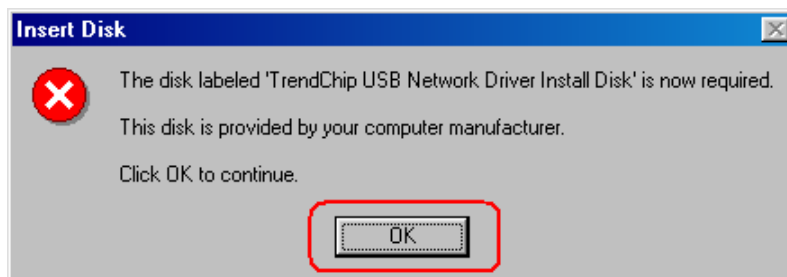 Insert Disk
The disk labeled 'TrendChip USB Network Driver Install Disk' is now required.
This disk is provided by your computer manufacturer.
Click OK to continue.
OK